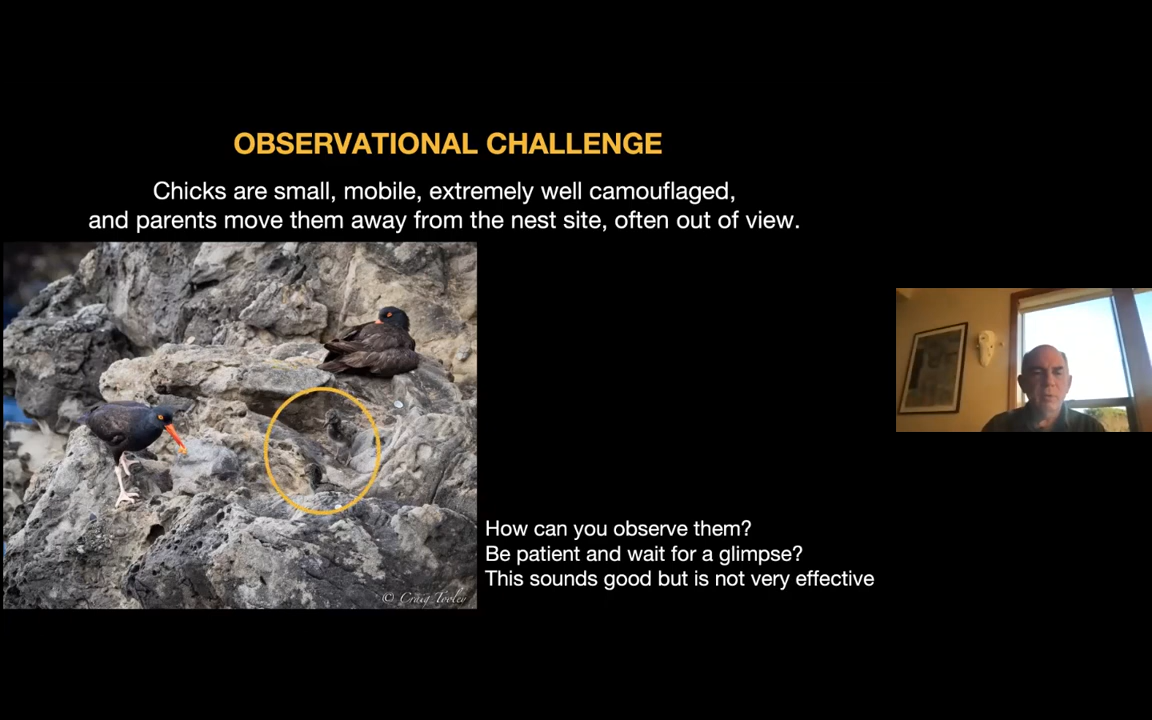 OBSERVATIONAL CHALLENGE
Chicks are small, mobile, extremely well camouflaged,
and parents move them away from the nest site, often out of view.
How can you observe them?
Be patient and wait for a glimpse?
This sounds good but is not very effective
© Craig Tooley